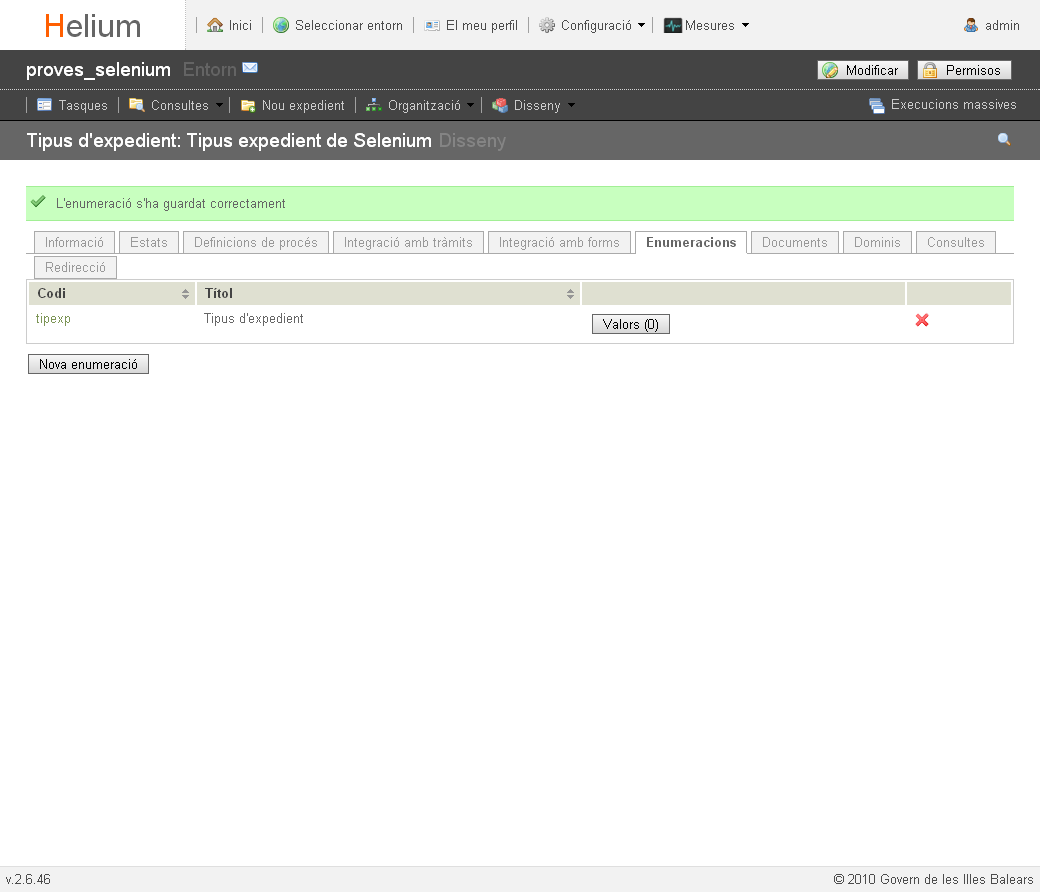 Helium
Inici Seleccionar entorn El meu perfil Configuració Mesures admin
proves_selenium Entorn Modificar Permisos
Tasques Consultes Nou expedient Organització Disseny Execucions massives
Tipus d'expedient: Tipus expedient de Selenium Disseny
L'enumeració s'ha guardat correctament
Informació Estats Definicions de procés Integració amb tràmits Integració amb forms Enumeracions Documents Dominis Consultes
Redirecció
Codi Títol
tipexp Tipus d'expedient Valors (0)
Nova enumeració
v.2.6.46 © 2010 Govern de les Illes Balears